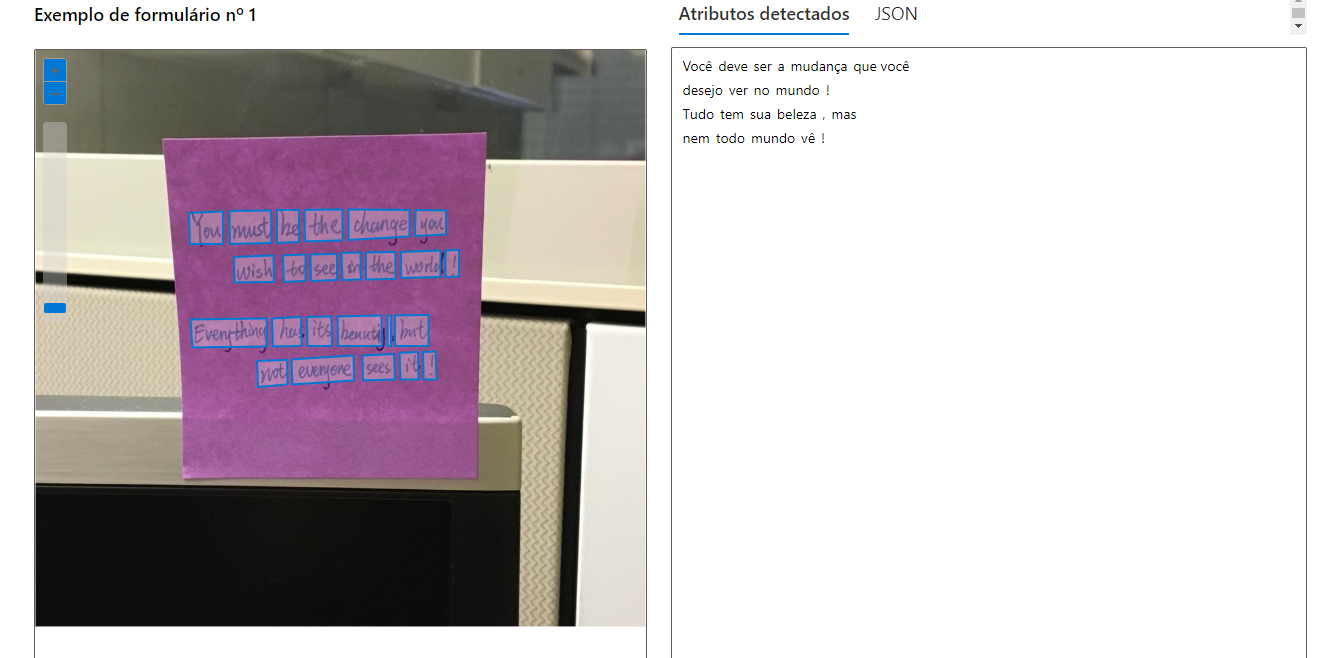 Exemplo de formulário nº 1
You must be the change you
Wish to see in the world!
Everything has its beauty, but
not everyone sees it!
Atributos detectados JSON
Você deve ser a mudança que você
desejo ver no mundo !
Tudo tem sua beleza , mas
nem todo mundo vê !